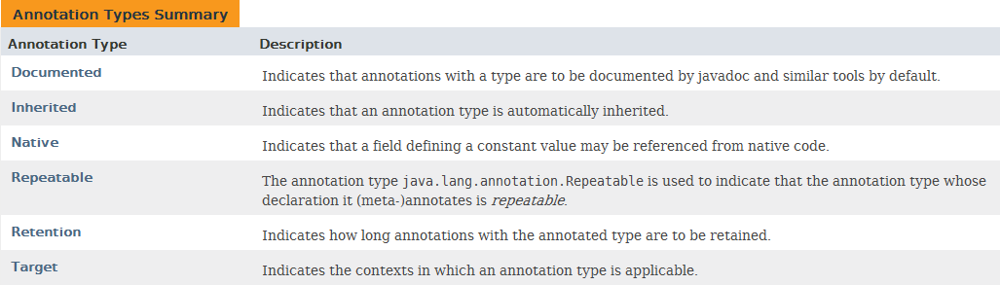 Annotation Types Summary
Annotation Type Description
Documented Indicates that annotations with a type are to be documented by javadoc and similar tools by default.
Inherited Indicates that an annotation type is automatically inherited.
Native Indicates that a field defining a constant value may be referenced from native code.
Repeatable The annotation type java.lang.annotation.Repeatable is used to indicate that the annotation type whose
declaration it (meta-)annotates is repeatable.
Retention Indicates how long annotations with the annotated type are to be retained.
Target Indicates the contexts in which an annotation type is applicable.